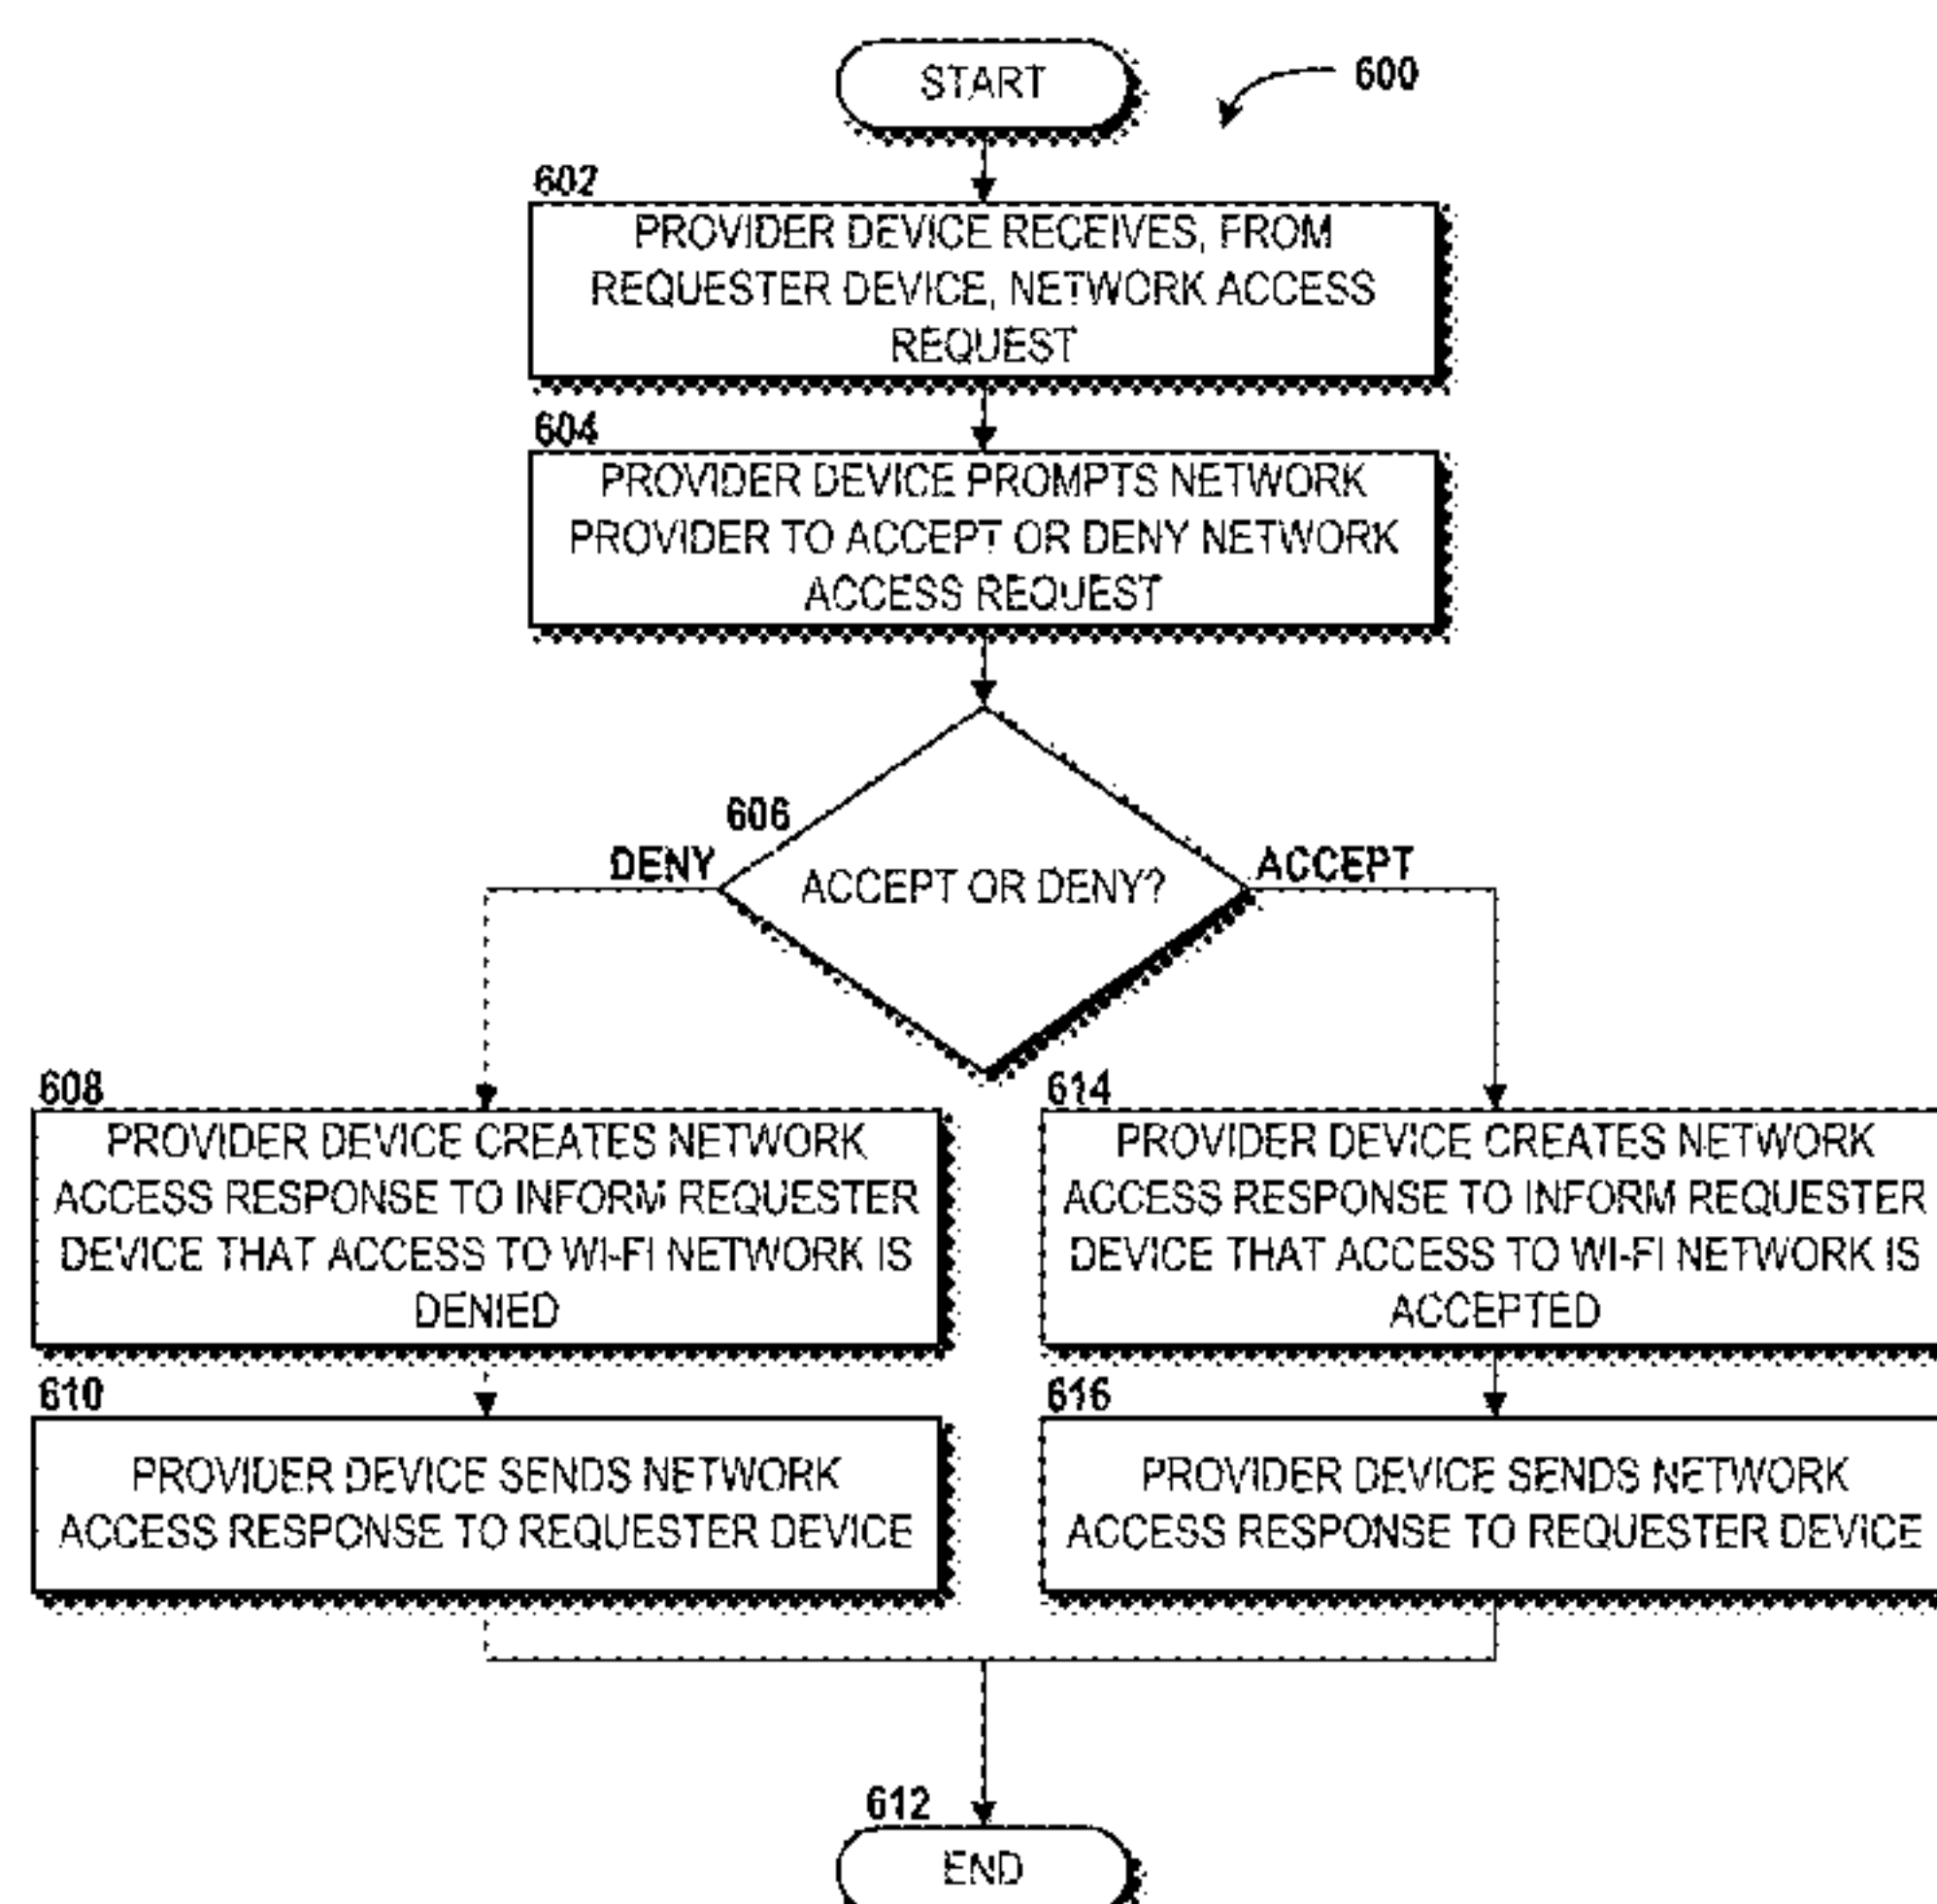 START
600
602
PROVIDER DEVICE RECEIVES, FROM
REQUESTER DEVICE, NETWORK ACCESS
REQUEST
604
PROVIDER DEVICE PROMPTS NETWORK
PROVIDER TO ACCEPT OR DENY NETWORK
ACCESS REQUEST
606
DENY
ACCEPT OR DENY?
ACCEPT
608
PROVIDER DEVICE CREATES NETWORK
ACCESS RESPONSE TO INFORM REQUESTER
DEVICE THAT ACCESS TO WI-FI NETWORK IS
DENIED
614
PROVIDER DEVICE CREATES NETWORK
ACCESS RESPONSE TO INFORM REQUESTER
DEVICE THAT ACCESS TO WI-FI NETWORK IS
ACCEPTED
610
PROVIDER DEVICE SENDS NETWORK
ACCESS RESPONSE TO REQUESTER DEVICE
616
PROVIDER DEVICE SENDS NETWORK
ACCESS RESPONSE TO REQUESTER DEVICE
612
END